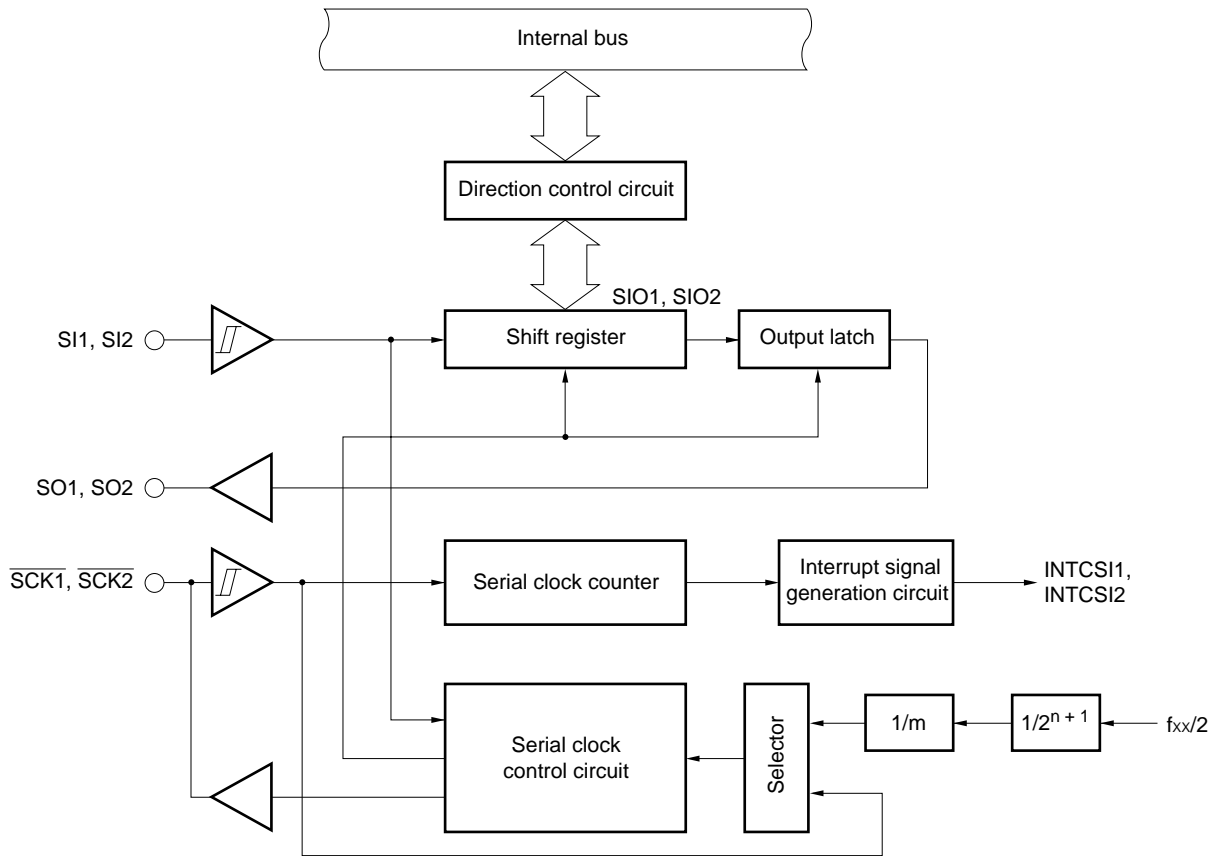 Internal bus
Direction control circuit
SIO1, SIO2
SI1, SI2
Shift register
Output latch
SO1, SO2
SCK1, SCK2
Serial clock counter
Interrupt signal
generation circuit
INTCSI1,
INTCSI2
Serial clock
control circuit
Selector
1/m
1/2^n + 1
fxx/2